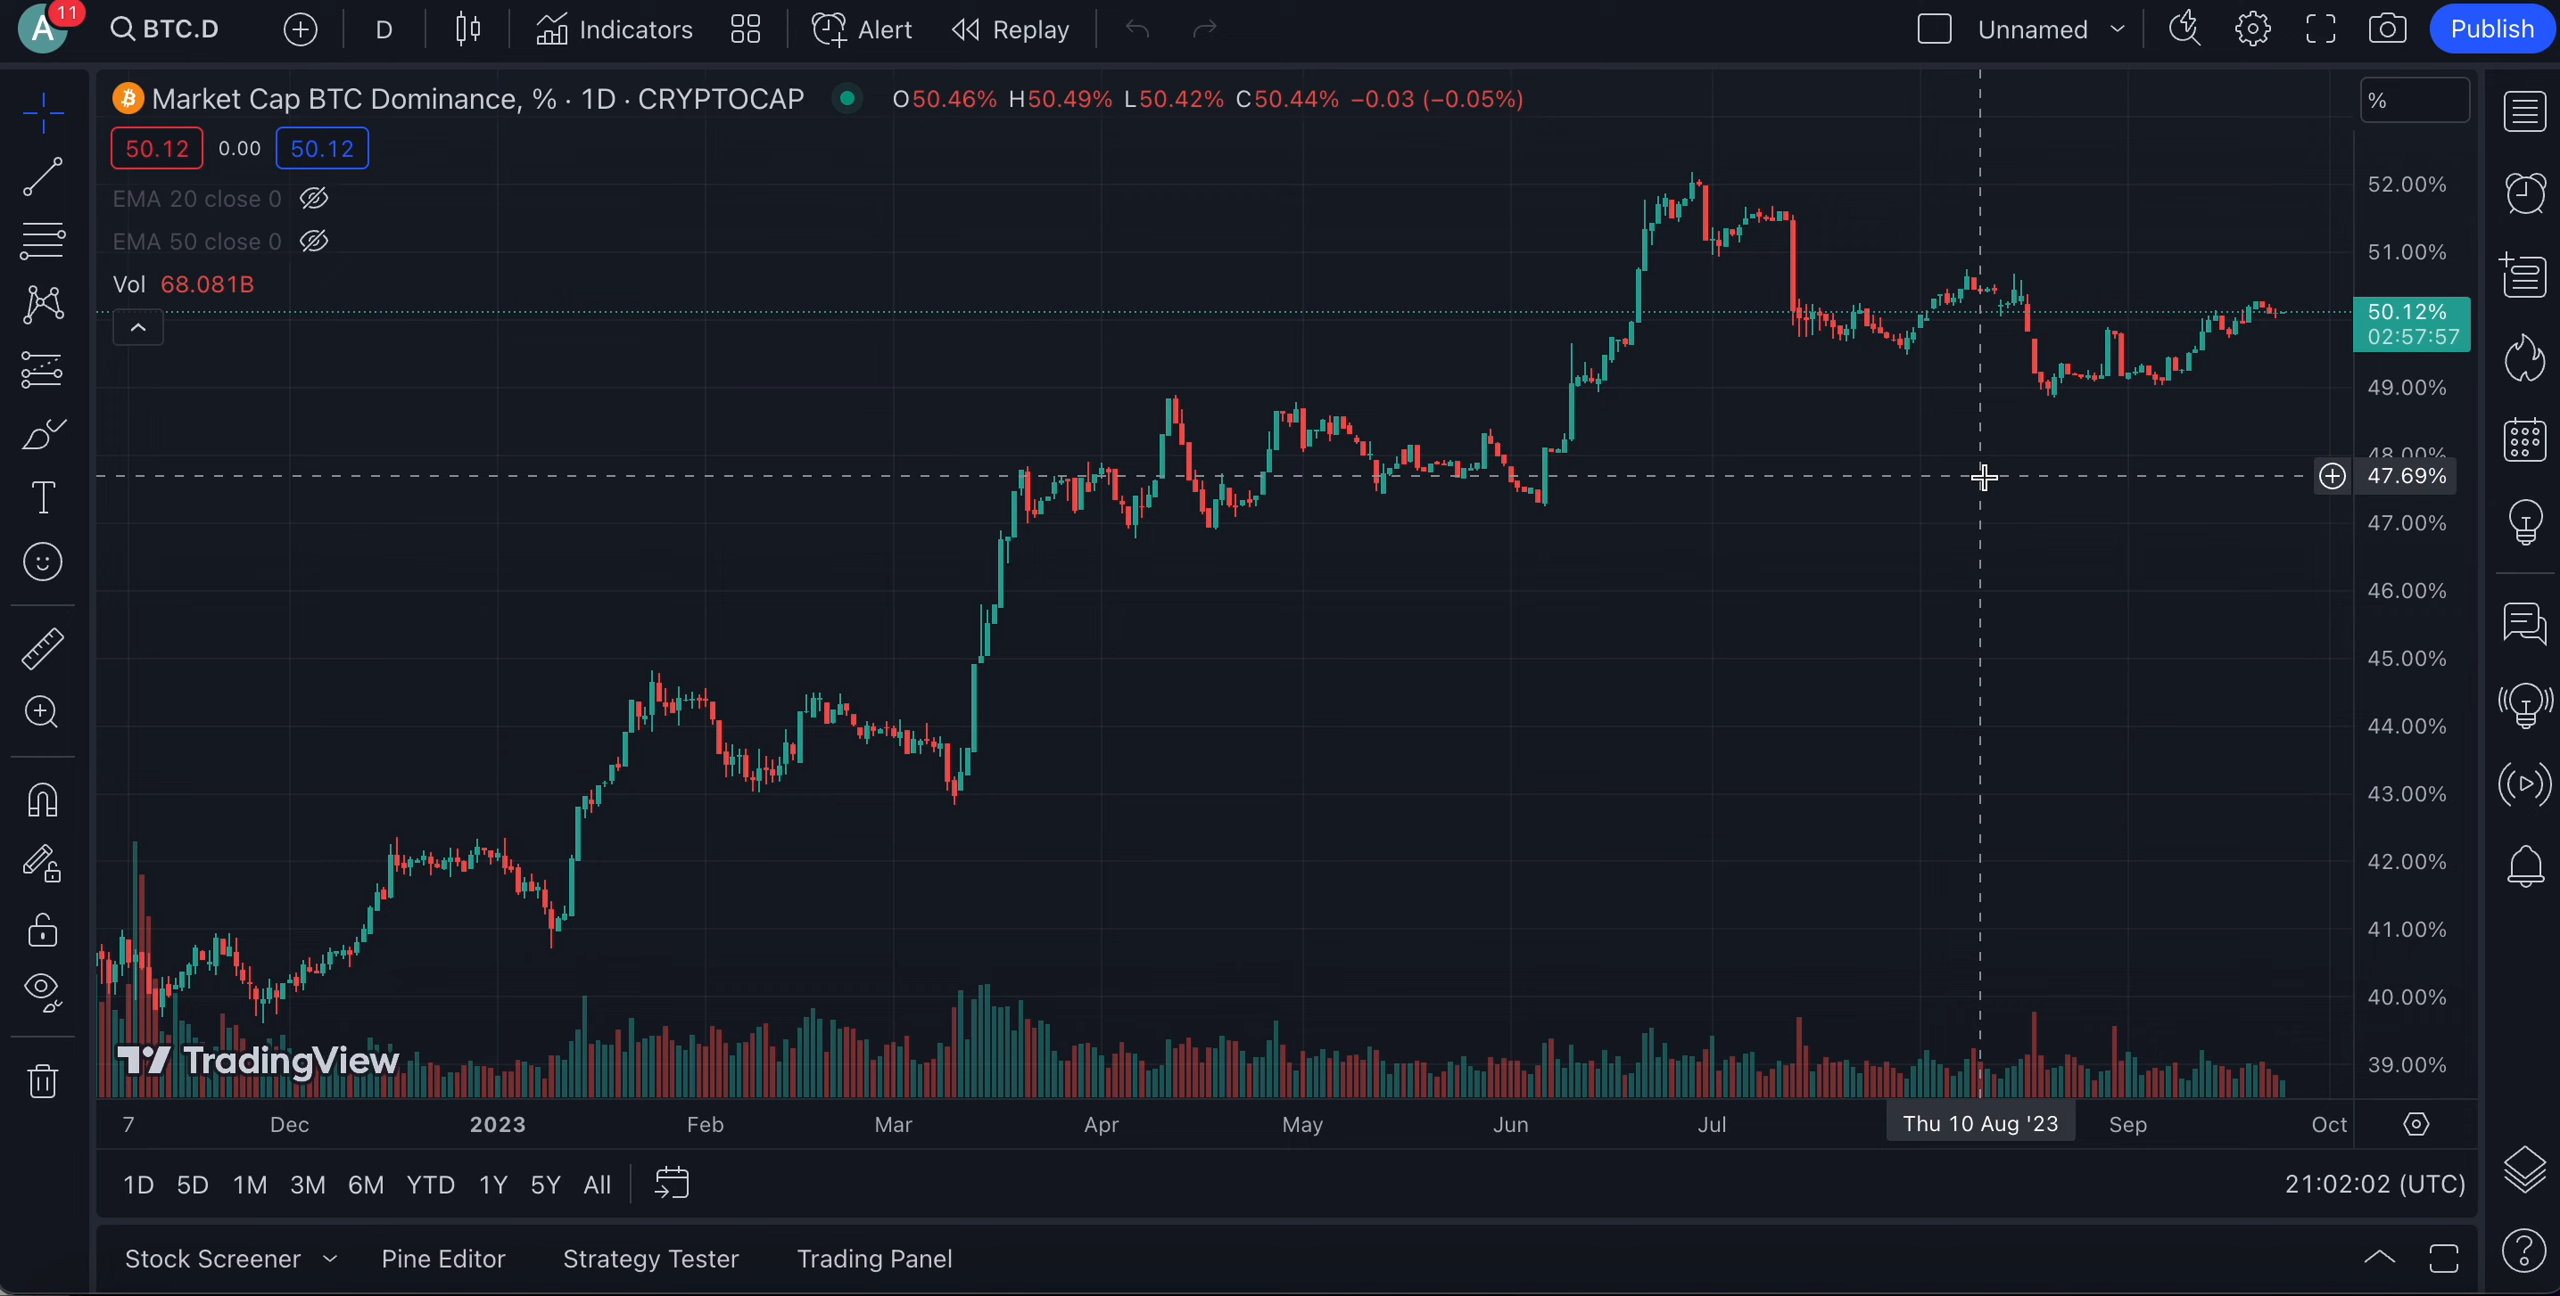 A 11 BTC.D D Indicators Alert Replay Unnamed Publish
Market Cap BTC Dominance, % · 1D · CRYPTOCAP O50.46% H50.49% L50.42% C50.44% −0.03 (−0.05%)
%
50.12 0.00 50.12
EMA 20 close 0
EMA 50 close 0
Vol 68.081B
52.00%
51.00%
50.12%
02:57:57
49.00%
48.00%
47.69%
47.00%
46.00%
45.00%
44.00%
43.00%
42.00%
41.00%
40.00%
39.00%
TradingView
7 Dec 2023 Feb Mar Apr May Jun Jul Thu 10 Aug '23 Sep Oct
1D 5D 1M 3M 6M YTD 1Y 5Y All 21:02:02 (UTC)
Stock Screener Pine Editor Strategy Tester Trading Panel